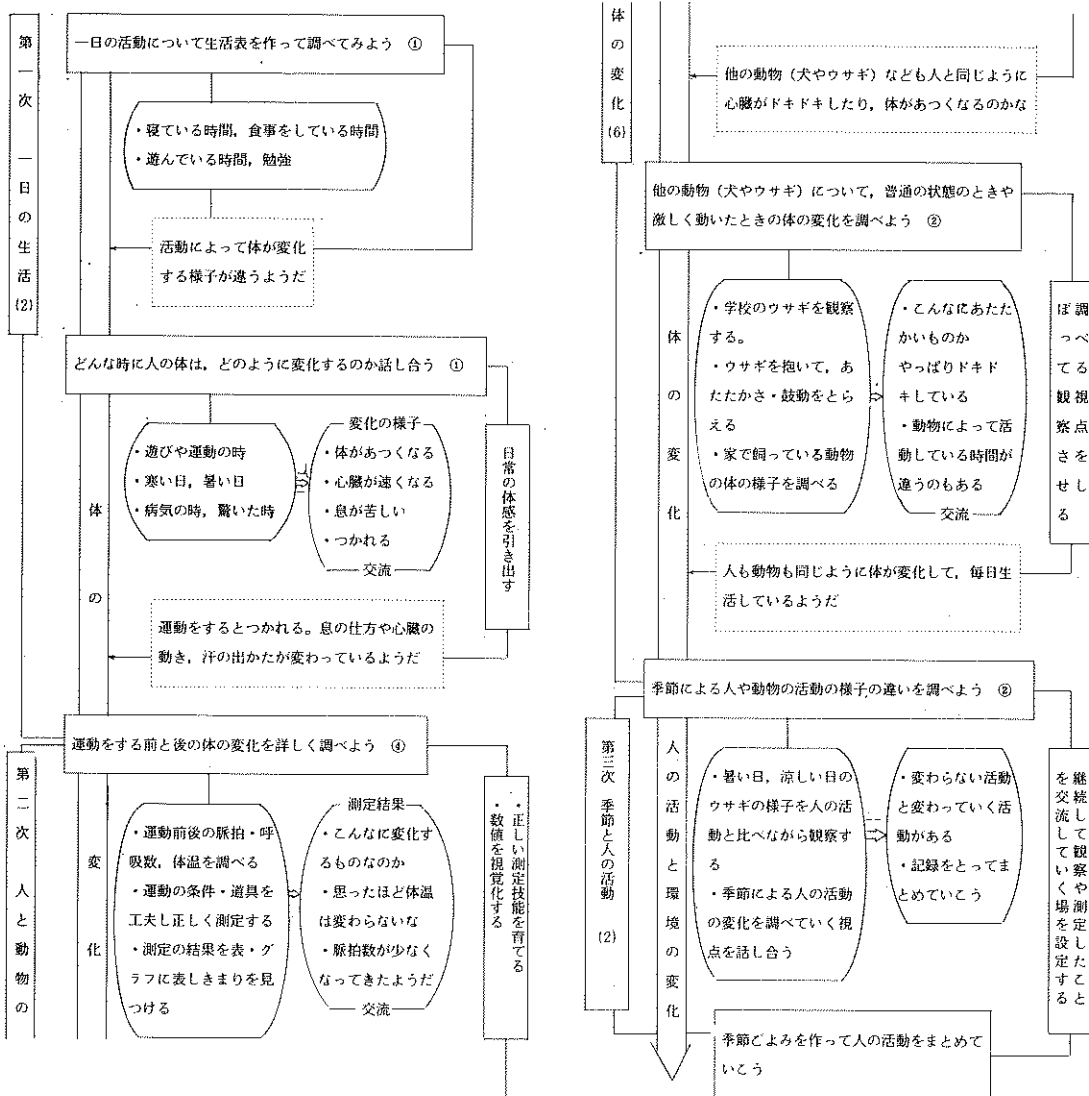 第一次 一日の生活(2)
一日の活動について生活表を作って調べてみよう ①
・寝ている時間，食事をしている時間
・遊んでいる時間，勉強
活動によって体が変化
する様子が違うようだ
どんな時に人の体は，どのように変化するのか話し合う ①
・遊びや運動の時
・寒い日，暑い日
・病気の時，驚いた時
変化の様子
・体があつくなる
・心臓が速くなる
・息が苦しい
・つかれる
交流
日常の体感を引き出す
運動をするとつかれる。息の仕方や心臓の
動き，汗の出かたが変わっているようだ
体の変化
第二次 人と動物の
運動をする前と後の体の変化を詳しく調べよう ④
・運動前後の脈拍・呼
吸数，体温を調べる
・運動の条件・道具を
工夫し正しく測定する
・測定の結果を表・グ
ラフに表しきまりを見
つける
測定結果
・こんなに変化す
るものなのか
・思ったほど体温
は変わらないな
・脈拍数が少なく
なってきたようだ
交流
・正しい測定技能を育てる
・数値を視覚化する
体の変化(6)
他の動物（犬やウサギ）なども人と同じように
心臓がドキドキしたり，体があつくなるのかな
他の動物（犬やウサギ）について，普通の状態のときや
激しく動いたときの体の変化を調べよう ②
・学校のウサギを観察
する。
・ウサギを抱いて，あ
たたかさ・鼓動をとら
える
・家で飼っている動物
の体の様子を調べる
・こんなにあたた
かいものか
やっぱりドキド
キしている
・動物によって活
動している時間が
違うのもある
交流
調べる視点をし
ぼって観察させる
体の変化
人も動物も同じように体が変化して，毎日生
活しているようだ
季節による人や動物の活動の様子の違いを調べよう ②
第三次 季節と人の活動 (2)
人の活動と環境の変化
・暑い日，涼しい日の
ウサギの様子を人の活
動と比べながら観察す
る
・季節による人の活動
の変化を調べていく視
点を話し合う
・変わらない活動
と変わっていく活
動がある
・記録をとってま
とめていこう
継続して観察や測定したこと
を交流していく場を設定する
季節ごよみを作って人の活動をまとめて
いこう